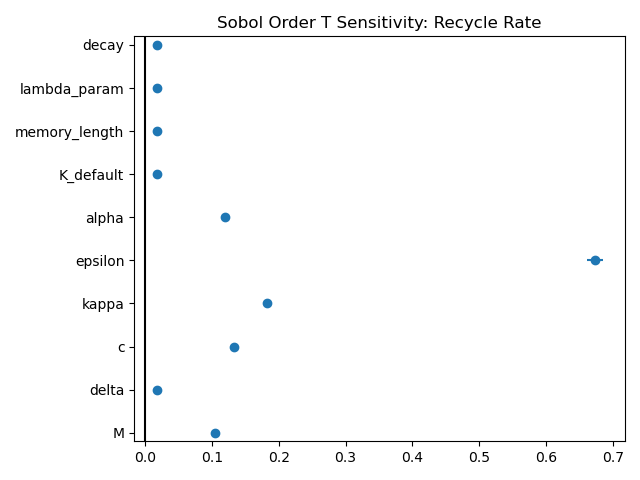 Sobol Order T Sensitivity: Recycle Rate
decay
lambda_param
memory_length
K_default
alpha
epsilon
kappa
c
delta
M
0.0 0.1 0.2 0.3 0.4 0.5 0.6 0.7